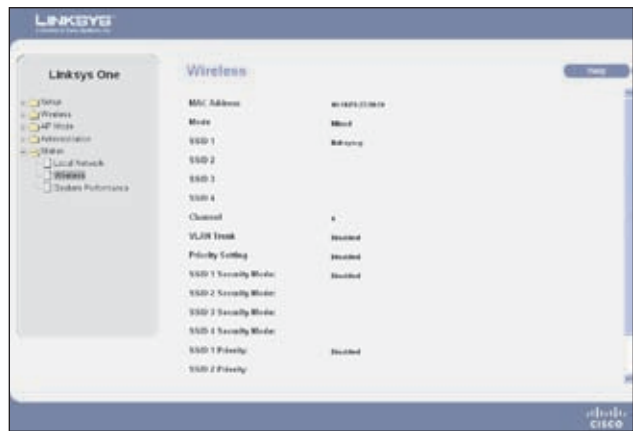 LINKSYS
Linksys One
Setup
Wireless
AP Mode
Administration
Status
Local Network
Wireless
System Performance
Wireless
Help
MAC Address
Mode Mixed
SSID 1
SSID 2
SSID 3
SSID 4
Channel 6
VLAN Trunk Disabled
Priority Setting Disabled
SSID 1 Security Mode: Disabled
SSID 2 Security Mode:
SSID 3 Security Mode:
SSID 4 Security Mode:
SSID 1 Priority: Disabled
SSID 2 Priority:
CISCO